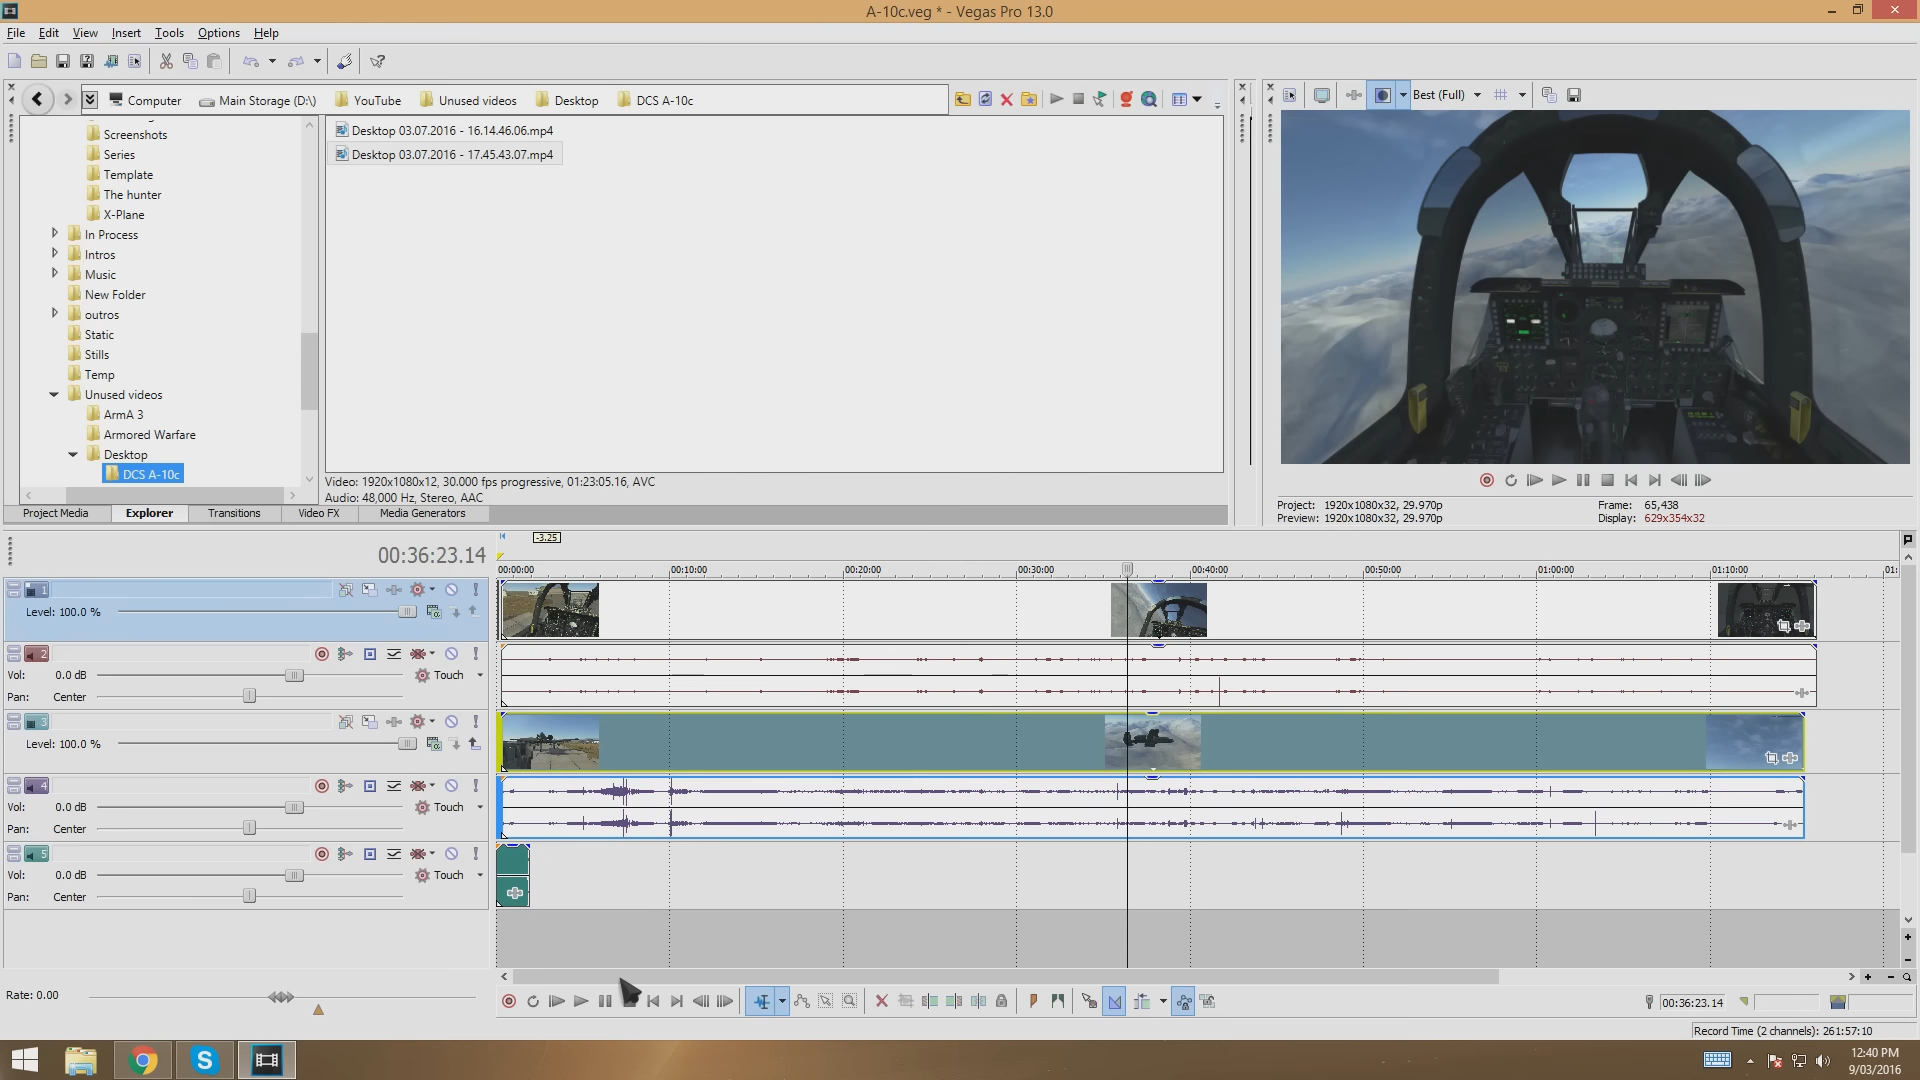 A-10c.veg * - Vegas Pro 13.0
File Edit View Insert Tools Options Help
Computer Main Storage (D:\) YouTube Unused videos Desktop DCS A-10c
Best (Full)
Screenshots
Series
Template
The hunter
X-Plane
In Process
Intros
Music
New Folder
outros
Static
Stills
Temp
Unused videos
ArmA 3
Armored Warfare
Desktop
DCS A-10c
Desktop 03.07.2016 - 16.14.46.06.mp4
Desktop 03.07.2016 - 17.45.43.07.mp4
Video: 1920x1080x12, 30.000 fps progressive, 01:23:05.16, AVC
Audio: 48,000 Hz, Stereo, AAC
Project Media Explorer Transitions Video FX Media Generators
Project: 1920x1080x32, 29.970p Frame: 65,438
Preview: 1920x1080x32, 29.970p Display: 629x354x32
-3.25
00:36:23.14
00:00:00 00:10:00 00:20:00 00:30:00 00:40:00 00:50:00 01:00:00 01:10:00 01:
1
Level: 100.0 %
2
Vol: 0.0 dB Touch
Pan: Center
3
Level: 100.0 %
4
Vol: 0.0 dB Touch
Pan: Center
5
Vol: 0.0 dB Touch
Pan: Center
Rate: 0.00
00:36:23.14
Record Time (2 channels): 261:57:10
12:40 PM
9/03/2016